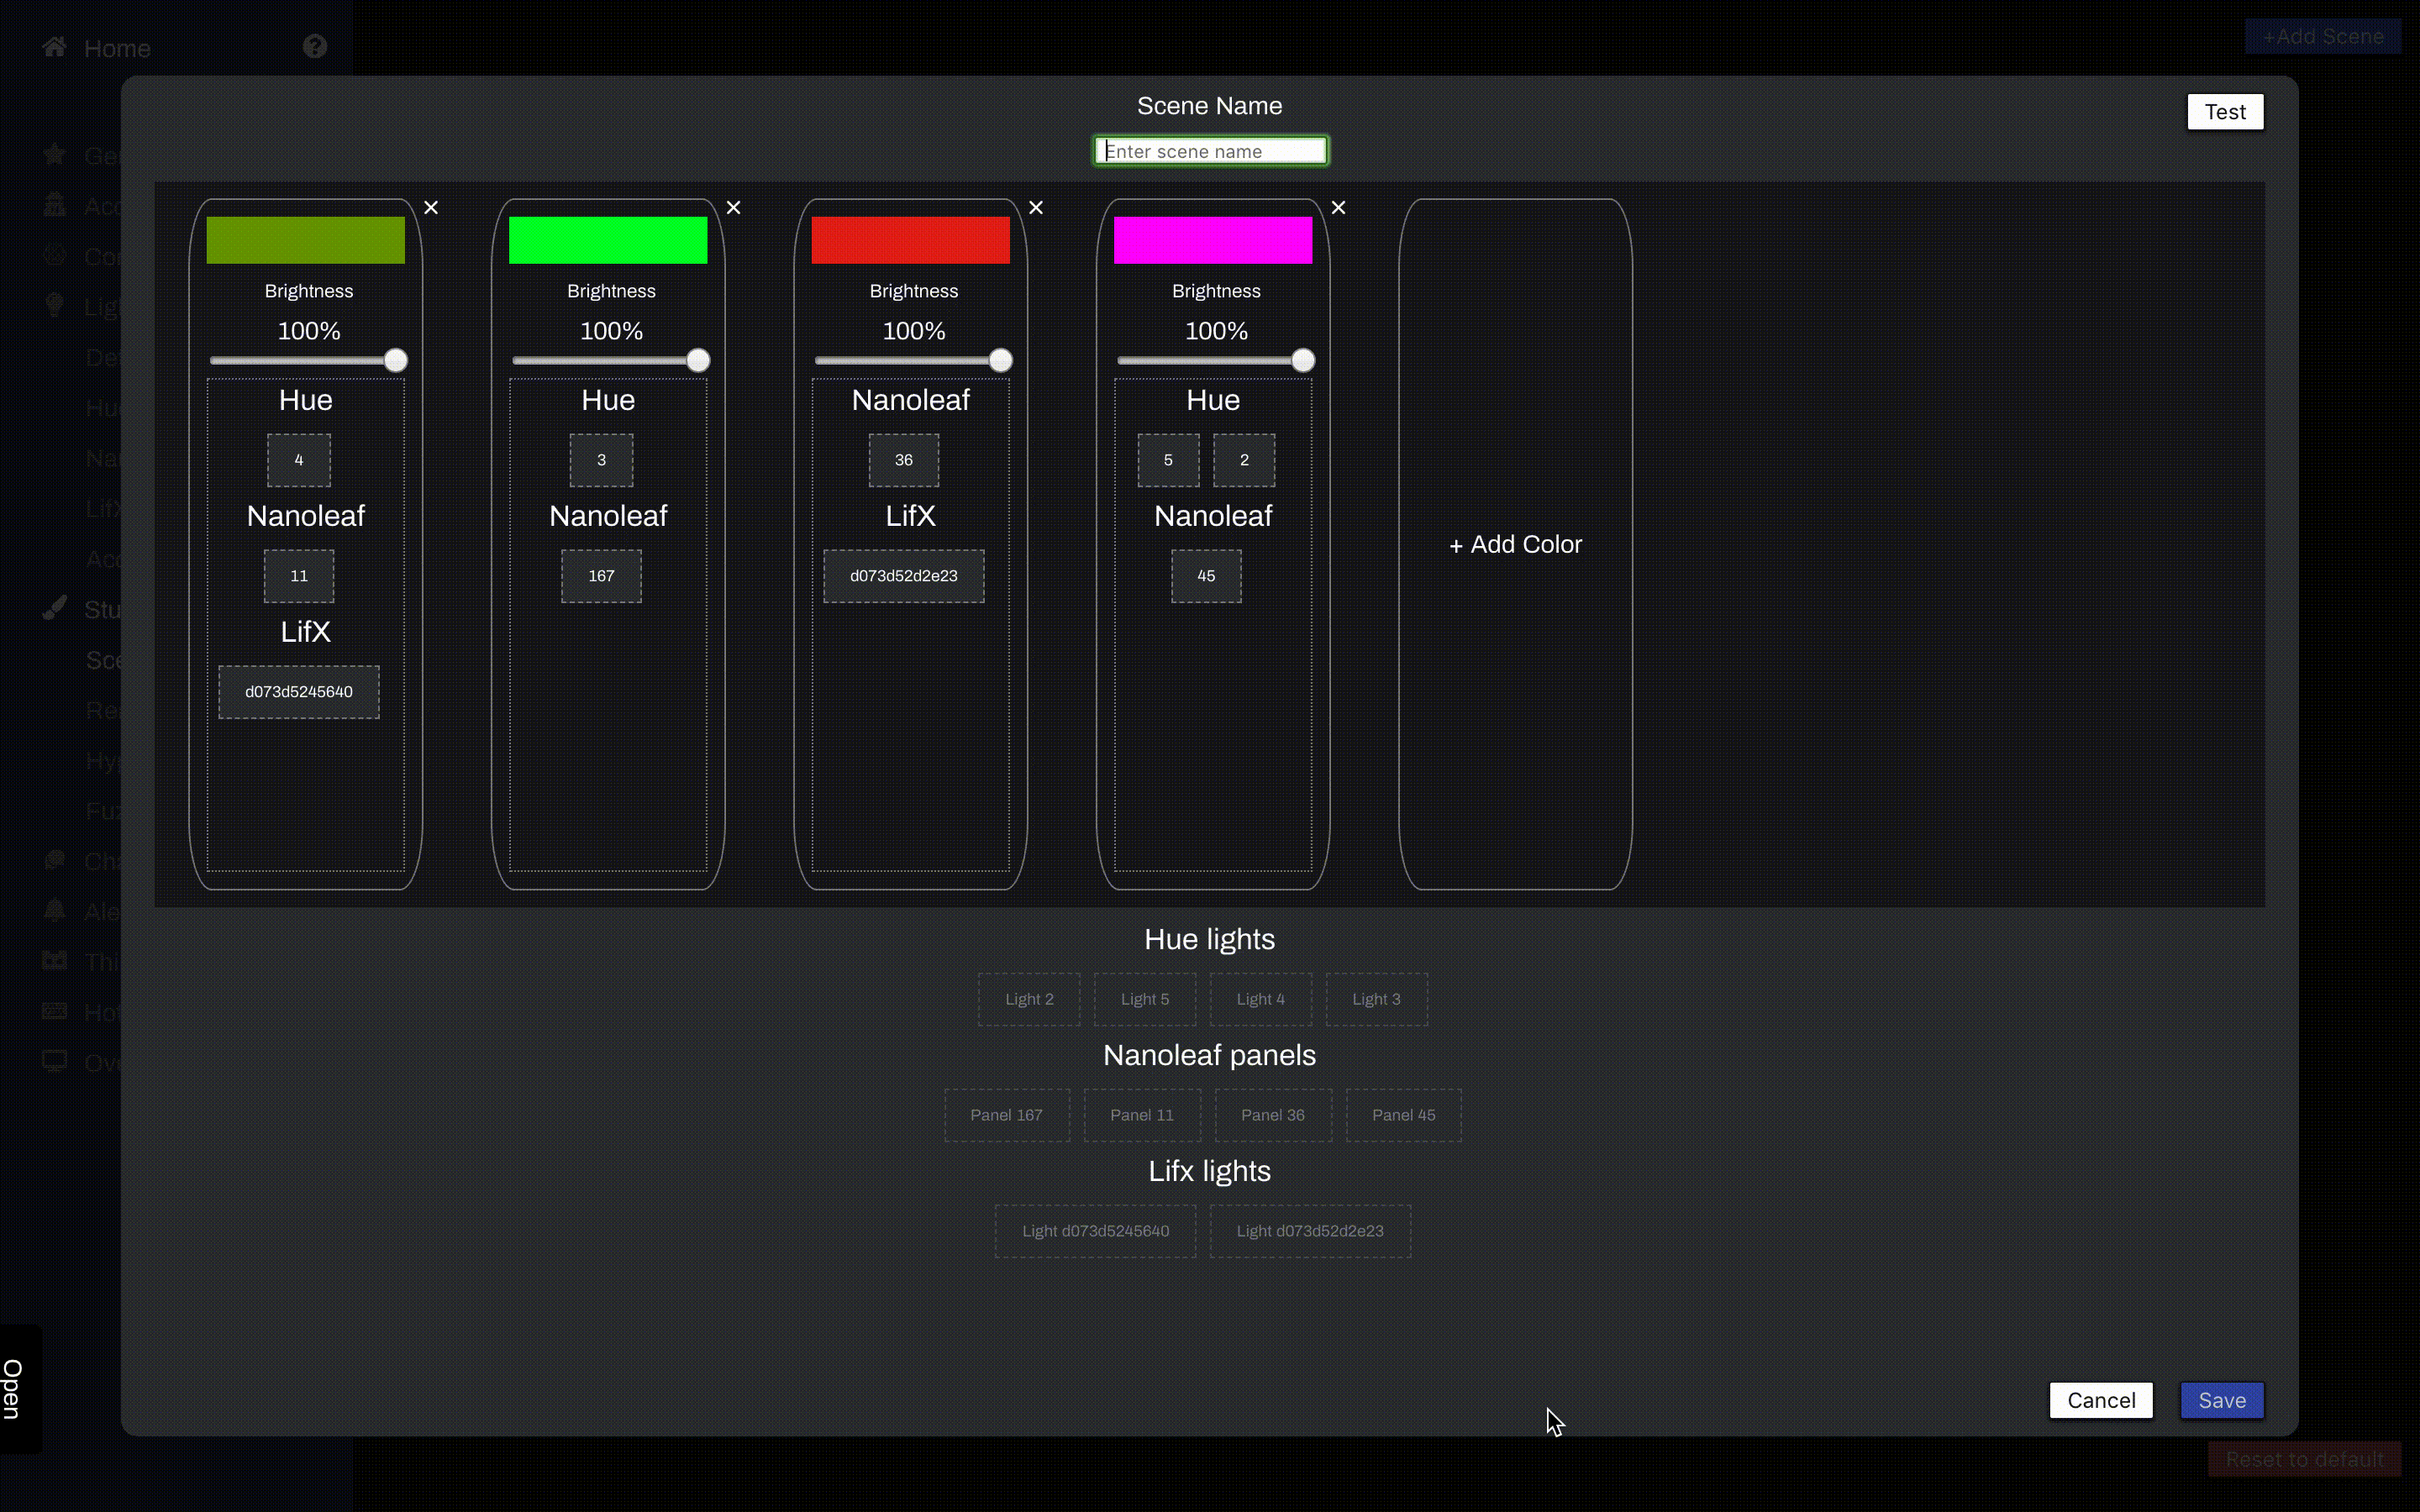 Home
+Add Scene
Scene Name
Test
Enter scene name
Brightness
100%
Hue
4
Nanoleaf
11
LifX
d073d5245640
Brightness
100%
Hue
3
Nanoleaf
167
Brightness
100%
Nanoleaf
36
LifX
d073d52d2e23
Brightness
100%
Hue
5 2
Nanoleaf
45
+ Add Color
Hue lights
Light 2 Light 5 Light 4 Light 3
Nanoleaf panels
Panel 167 Panel 11 Panel 36 Panel 45
Lifx lights
Light d073d5245640 Light d073d52d2e23
Open
Cancel Save
Reset to default